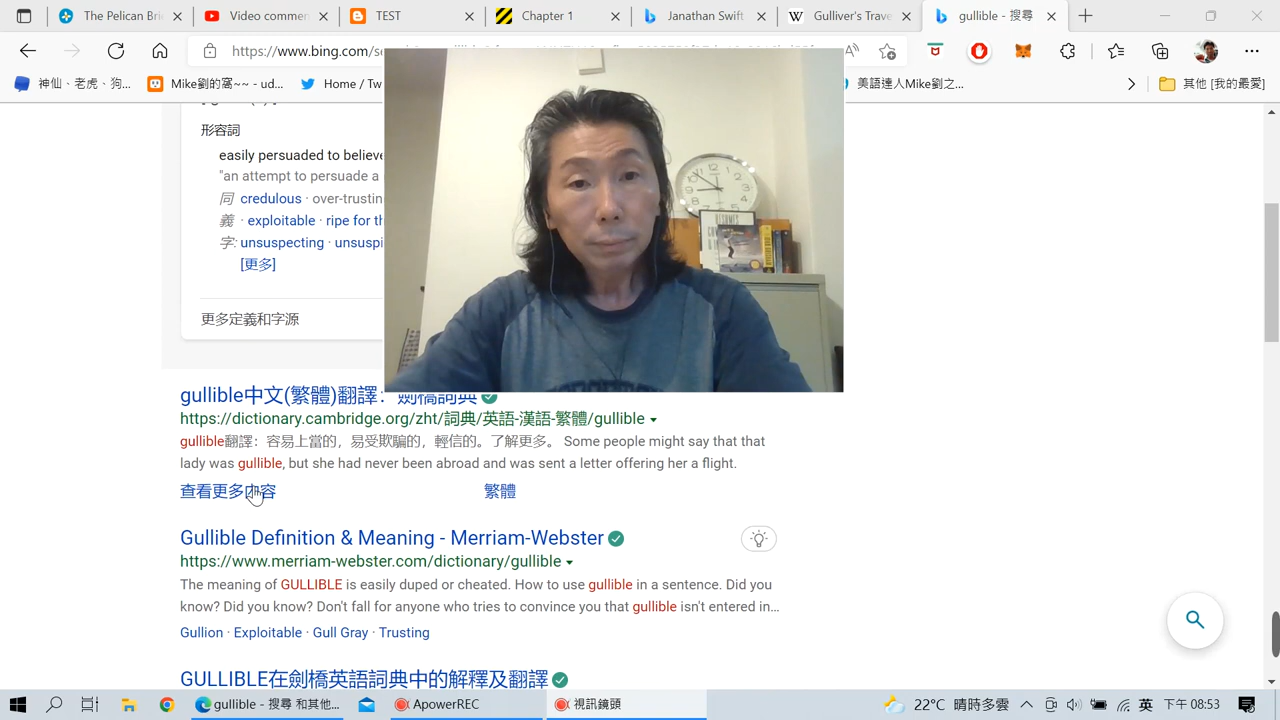 TEST
Chapter 1
Janathan Swift
Gulliver's Trave
gullible - 搜尋
https://www.bing.com/se
神仙、老虎、狗...
Mike劉的窩~~ - ud...
Home / Tw
美語達人Mike劉之...
其他 [我的最愛]
形容詞
easily persuaded to believe
"an attempt to persuade a
同 credulous · over-trustin
義 · exploitable · ripe for th
字: unsuspecting · unsuspi
[更多]
更多定義和字源
gullible中文(繁體)翻譯：劍橋詞典
https://dictionary.cambridge.org/zht/詞典/英語-漢語-繁體/gullible
gullible翻譯：容易上當的，易受欺騙的，輕信的。了解更多。 Some people might say that that
lady was gullible, but she had never been abroad and was sent a letter offering her a flight.
查看更多內容
繁體
Gullible Definition & Meaning - Merriam-Webster
https://www.merriam-webster.com/dictionary/gullible
The meaning of GULLIBLE is easily duped or cheated. How to use gullible in a sentence. Did you
know? Did you know? Don't fall for anyone who tries to convince you that gullible isn't entered in...
Gullion · Exploitable · Gull Gray · Trusting
GULLIBLE在劍橋英語詞典中的解釋及翻譯
gullible - 搜尋 和其他...
ApowerREC
視訊鏡頭
22°C 晴時多雲
英
下午 08:53